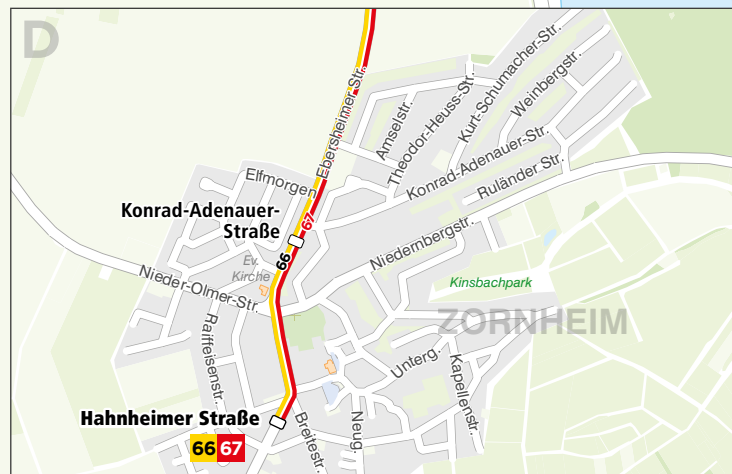 D
Ebersheimer Str.
Amselstr.
Theodor-Heuss-Str.
Kurt-Schumacher-Str.
Weinbergstr.
Konrad-Adenauer-Str.
Ruländer Str.
Elfmorgen
Konrad-Adenauer-
Straße
67
66
Ev.
Kirche
Niedernbergstr.
Nieder-Olmer-Str.
Kinsbachpark
ZORNHEIM
Raiffeisenstr.
Unterg.
Kapellenstr.
Hahnheimer Straße
66 67
Breitestr.
Neug.